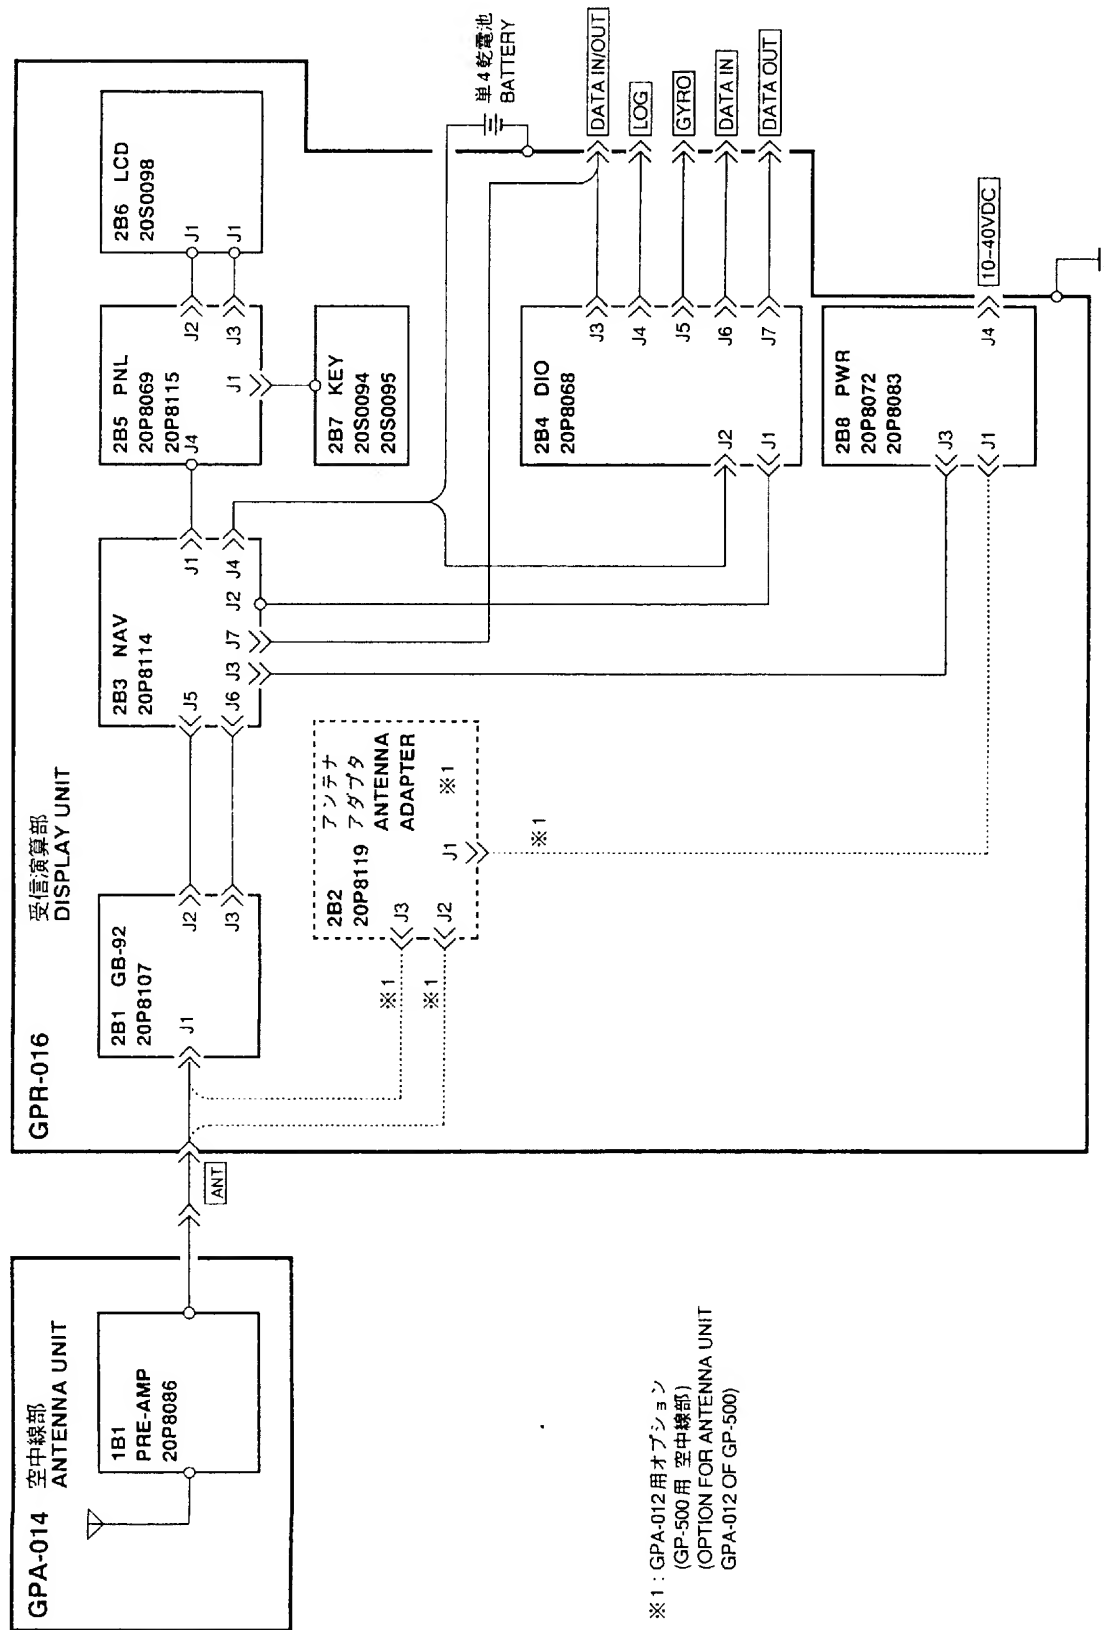 GPA-014 空中線部
ANTENNA UNIT
1B1
PRE-AMP
20P8086
ANT
GPR-016
受信演算部
DISPLAY UNIT
2B1 GB-92
20P8107
J1
J2
J3
2B3 NAV
20P8114
J5
J6
J3
J7
J2
J4
J1
2B5 PNL
20P8069
20P8115
J4
J1
J2
J3
2B6 LCD
20S0098
J1
J1
2B7 KEY
20S0094
20S0095
2B2
20P8119
アンテナ
アダプタ
ANTENNA
ADAPTER
※1
J3
J2
J1
※1
※1
※1
2B4 DIO
20P8068
J2
J1
J3
J4
J5
J6
J7
2B8 PWR
20P8072
20P8083
J3
J1
J4
単4乾電池
BATTERY
DATA IN/OUT
LOG
GYRO
DATA IN
DATA OUT
10-40VDC
※1:GPA-012用オプション
(GP-500用 空中線部)
(OPTION FOR ANTENNA UNIT
GPA-012 OF GP-500)